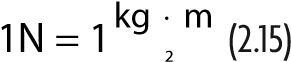 1N = 1 kg · m
2
(2.15)